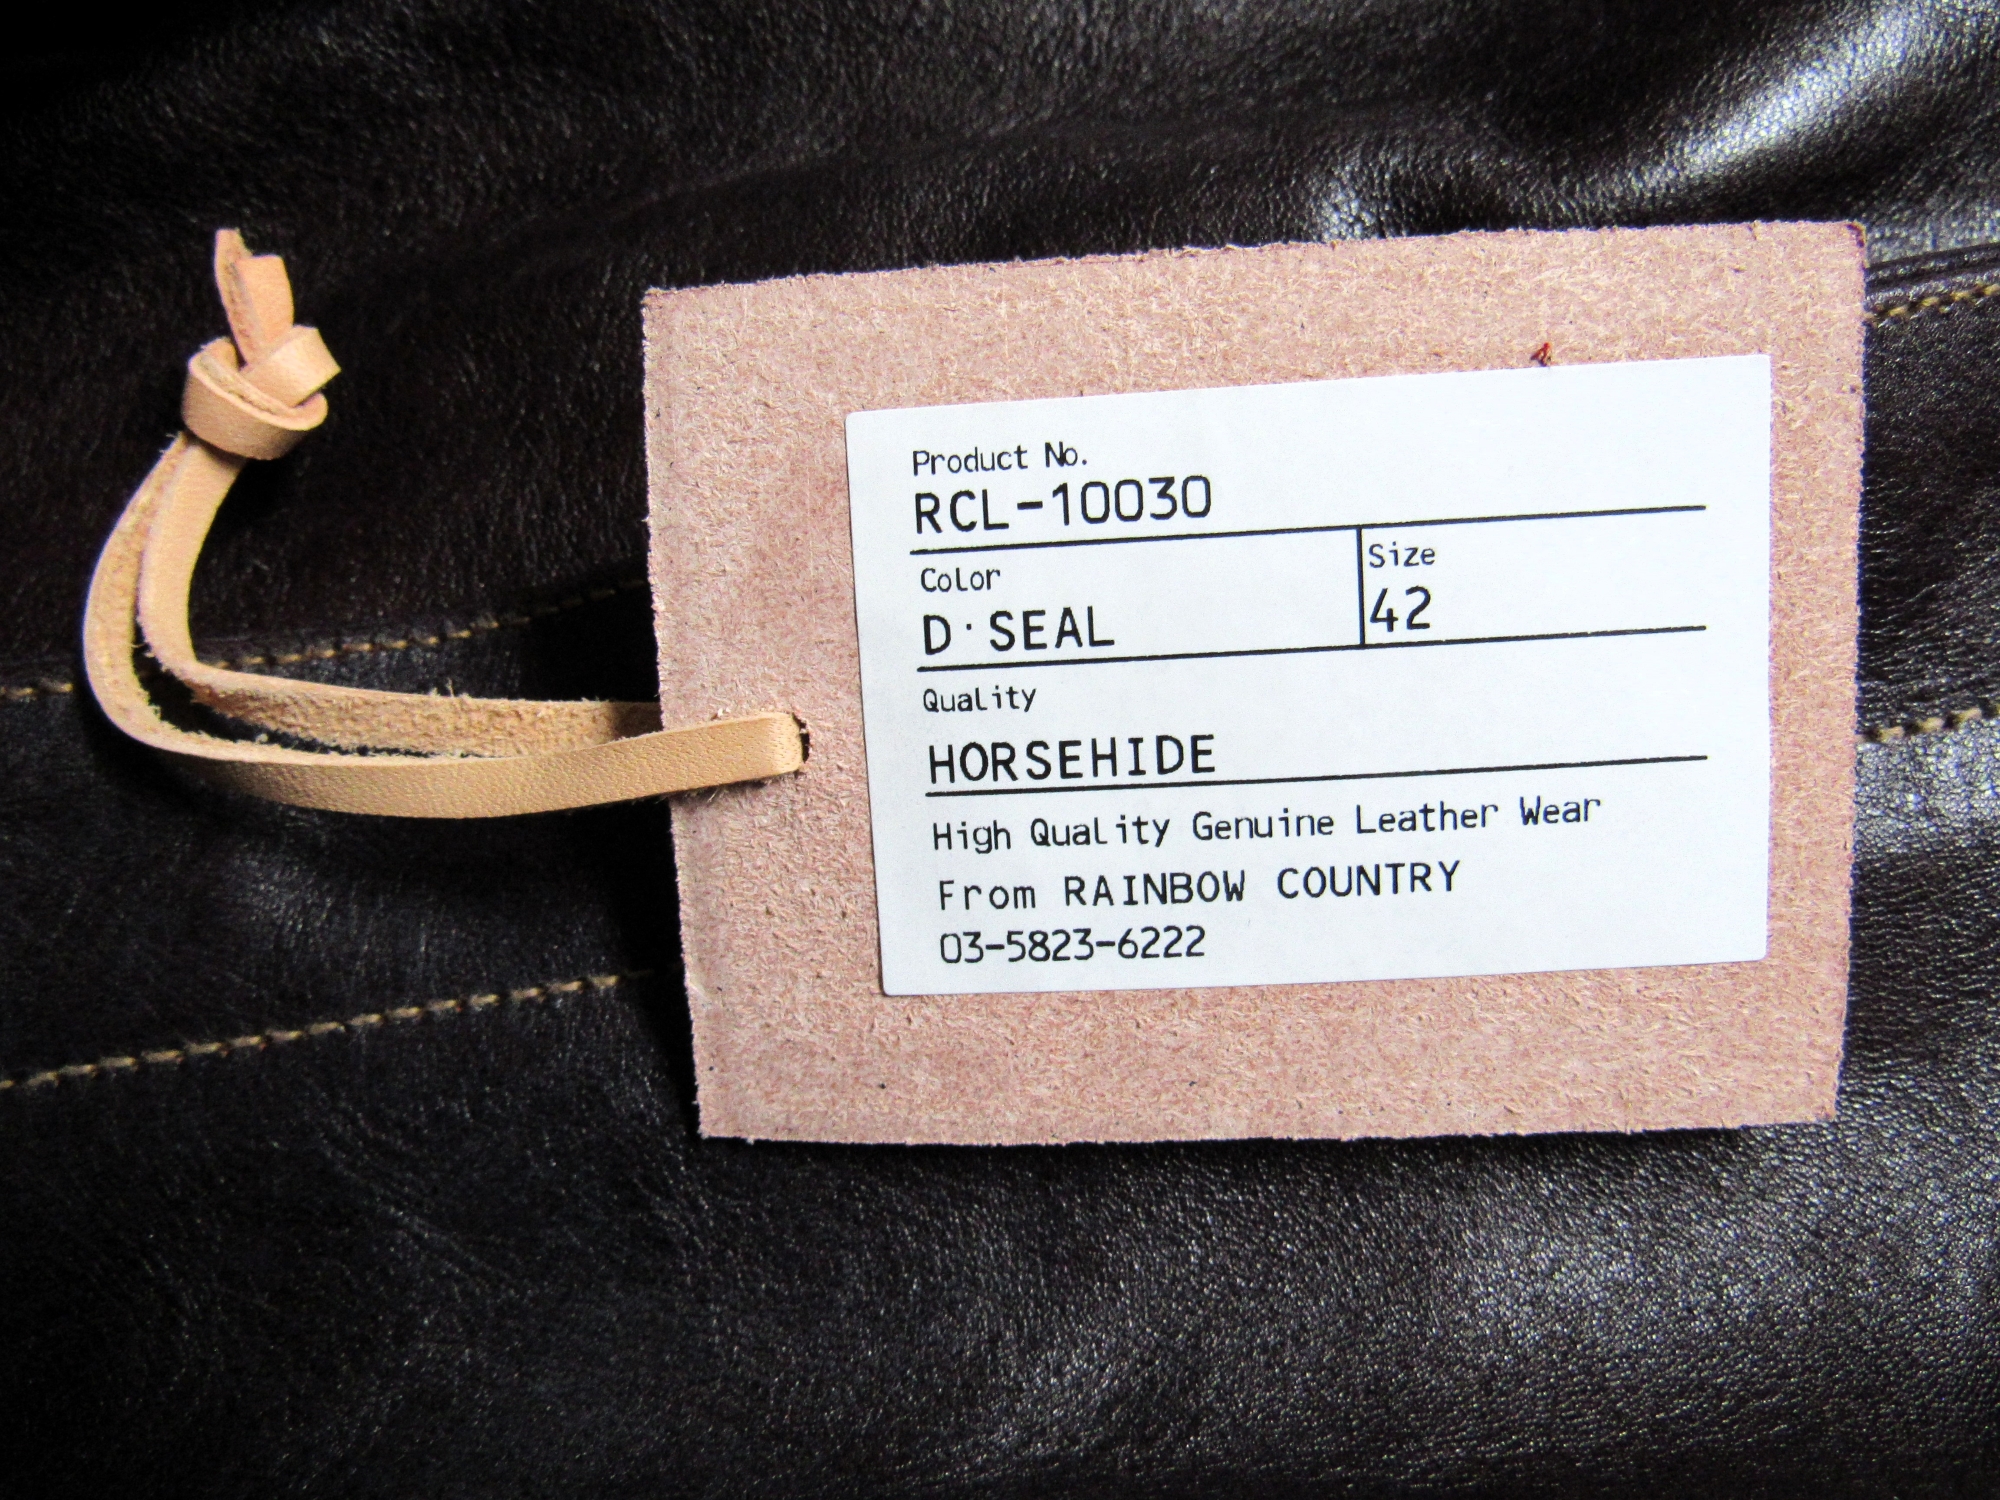 Product No.
RCL-10030
Color
Size
D·SEAL
42
Quality
HORSEHIDE
High Quality Genuine Leather Wear
From RAINBOW COUNTRY
03-5823-6222